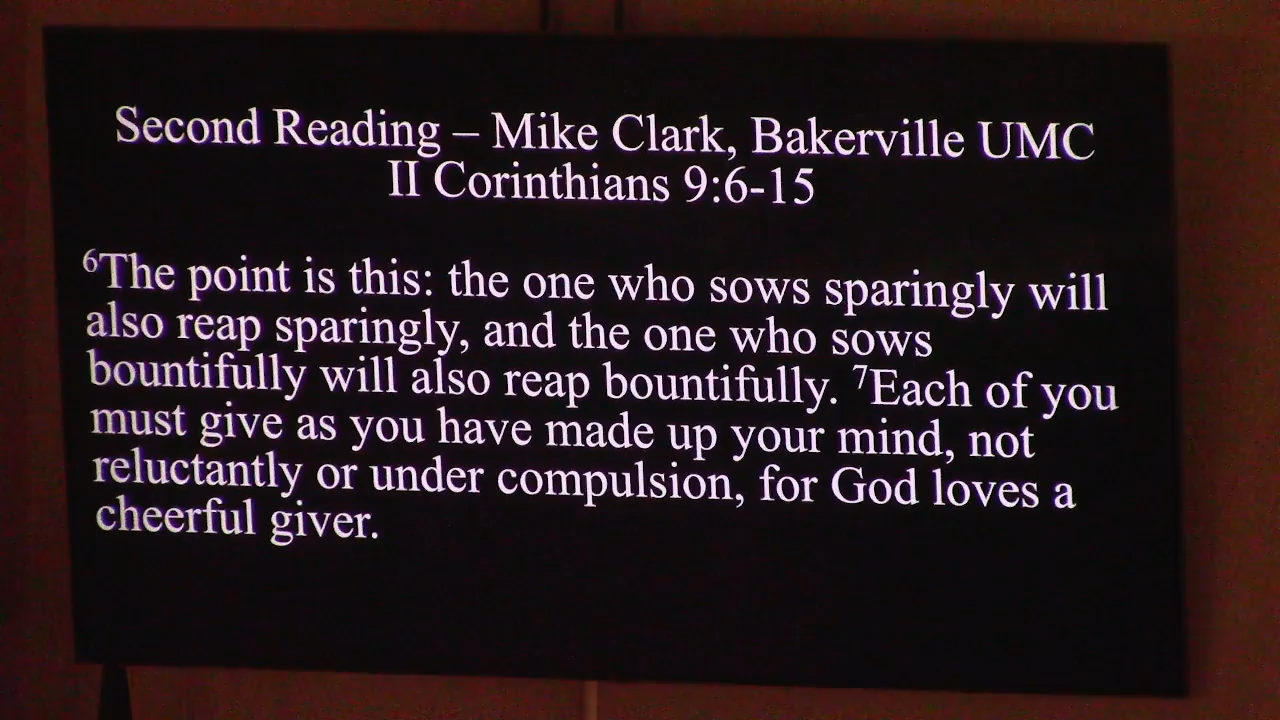 Second Reading – Mike Clark, Bakerville UMC
II Corinthians 9:6-15
⁶The point is this: the one who sows sparingly will
also reap sparingly, and the one who sows
bountifully will also reap bountifully. ⁷Each of you
must give as you have made up your mind, not
reluctantly or under compulsion, for God loves a
cheerful giver.